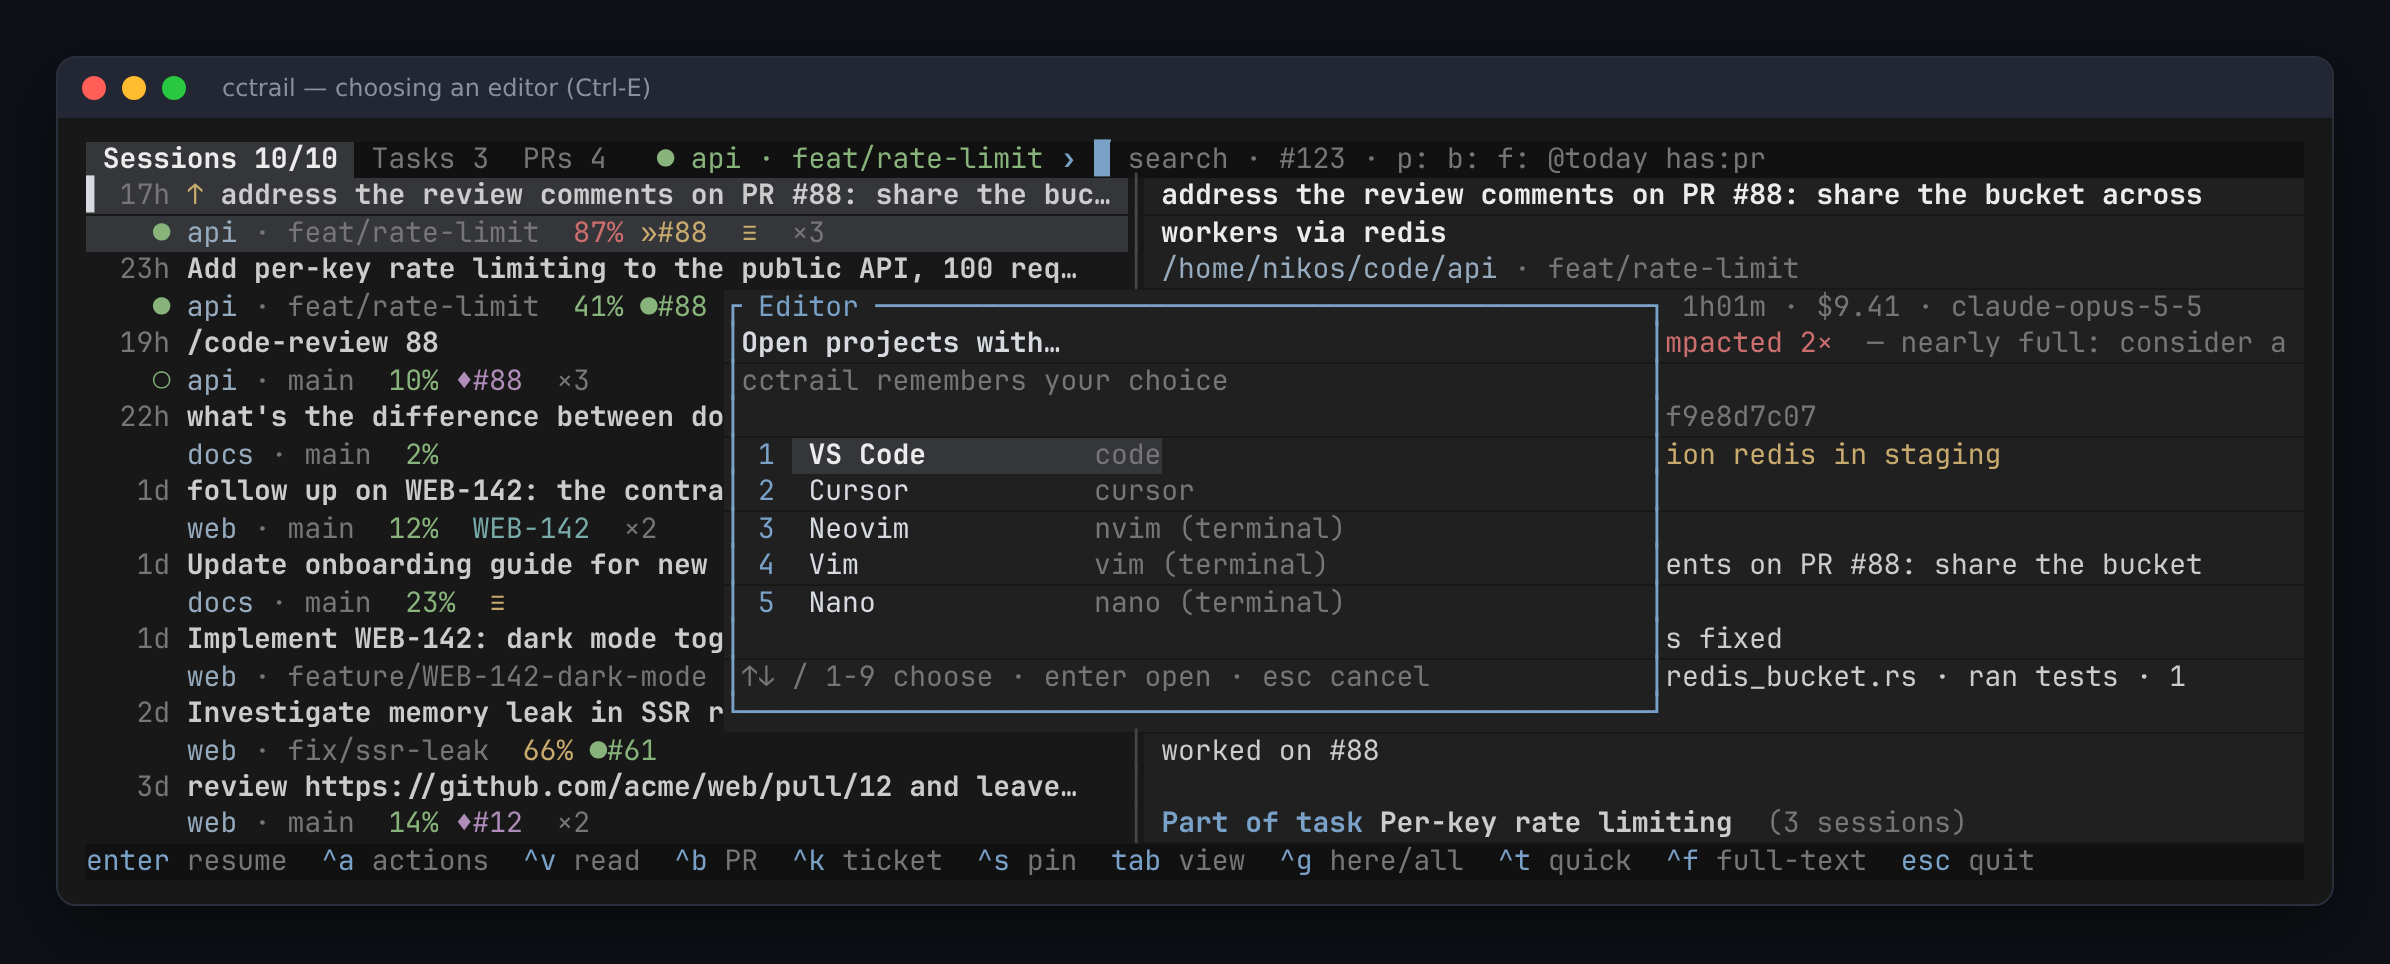 cctrail — choosing an editor (Ctrl-E)
Sessions 10/10  Tasks 3  PRs 4  ● api · feat/rate-limit › search · #123 · p: b: f: @today has:pr
17h ↑ address the review comments on PR #88: share the buc…
● api · feat/rate-limit  87% »#88  ≡  ×3
23h Add per-key rate limiting to the public API, 100 req…
● api · feat/rate-limit  41% ●#88
19h /code-review 88
○ api · main  10% ♦#88  ×3
22h what's the difference between do
docs · main  2%
1d follow up on WEB-142: the contra
web · main  12%  WEB-142  ×2
1d Update onboarding guide for new
docs · main  23%  ≡
1d Implement WEB-142: dark mode tog
web · feature/WEB-142-dark-mode
2d Investigate memory leak in SSR r
web · fix/ssr-leak  66% ●#61
3d review https://github.com/acme/web/pull/12 and leave…
web · main  14% ♦#12  ×2
address the review comments on PR #88: share the bucket across
workers via redis
/home/nikos/code/api · feat/rate-limit
1h01m · $9.41 · claude-opus-5-5
mpacted 2×  — nearly full: consider a
f9e8d7c07
ion redis in staging
ents on PR #88: share the bucket
s fixed
redis_bucket.rs · ran tests · 1
worked on #88
Part of task Per-key rate limiting  (3 sessions)
Editor
Open projects with…
cctrail remembers your choice
1  VS Code  code
2  Cursor  cursor
3  Neovim  nvim (terminal)
4  Vim  vim (terminal)
5  Nano  nano (terminal)
↑↓ / 1-9 choose · enter open · esc cancel
enter resume  ^a actions  ^v read  ^b PR  ^k ticket  ^s pin  tab view  ^g here/all  ^t quick  ^f full-text  esc quit